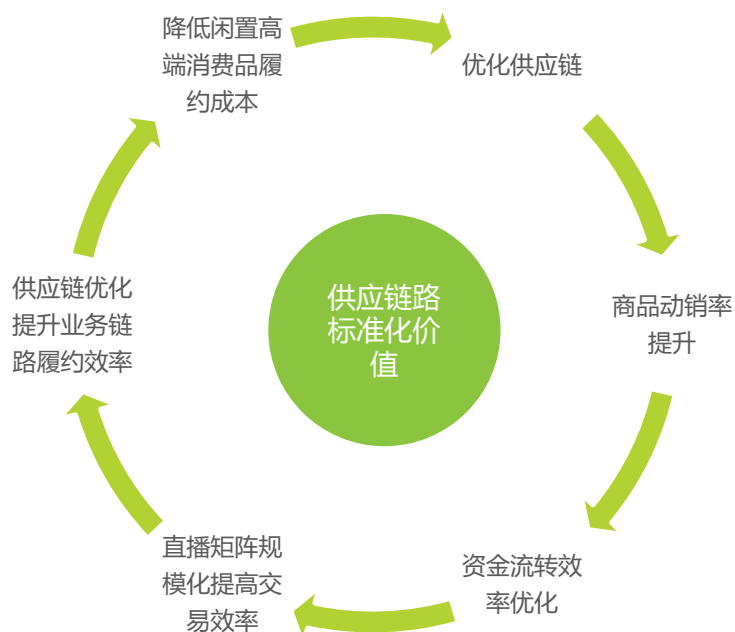 降低闲置高
端消费品履
约成本
优化供应链
商品动销率
提升
资金流转效
率优化
直播矩阵规
模化提高交
易效率
供应链优化
提升业务链
路履约效率
供应链路
标准化价
值